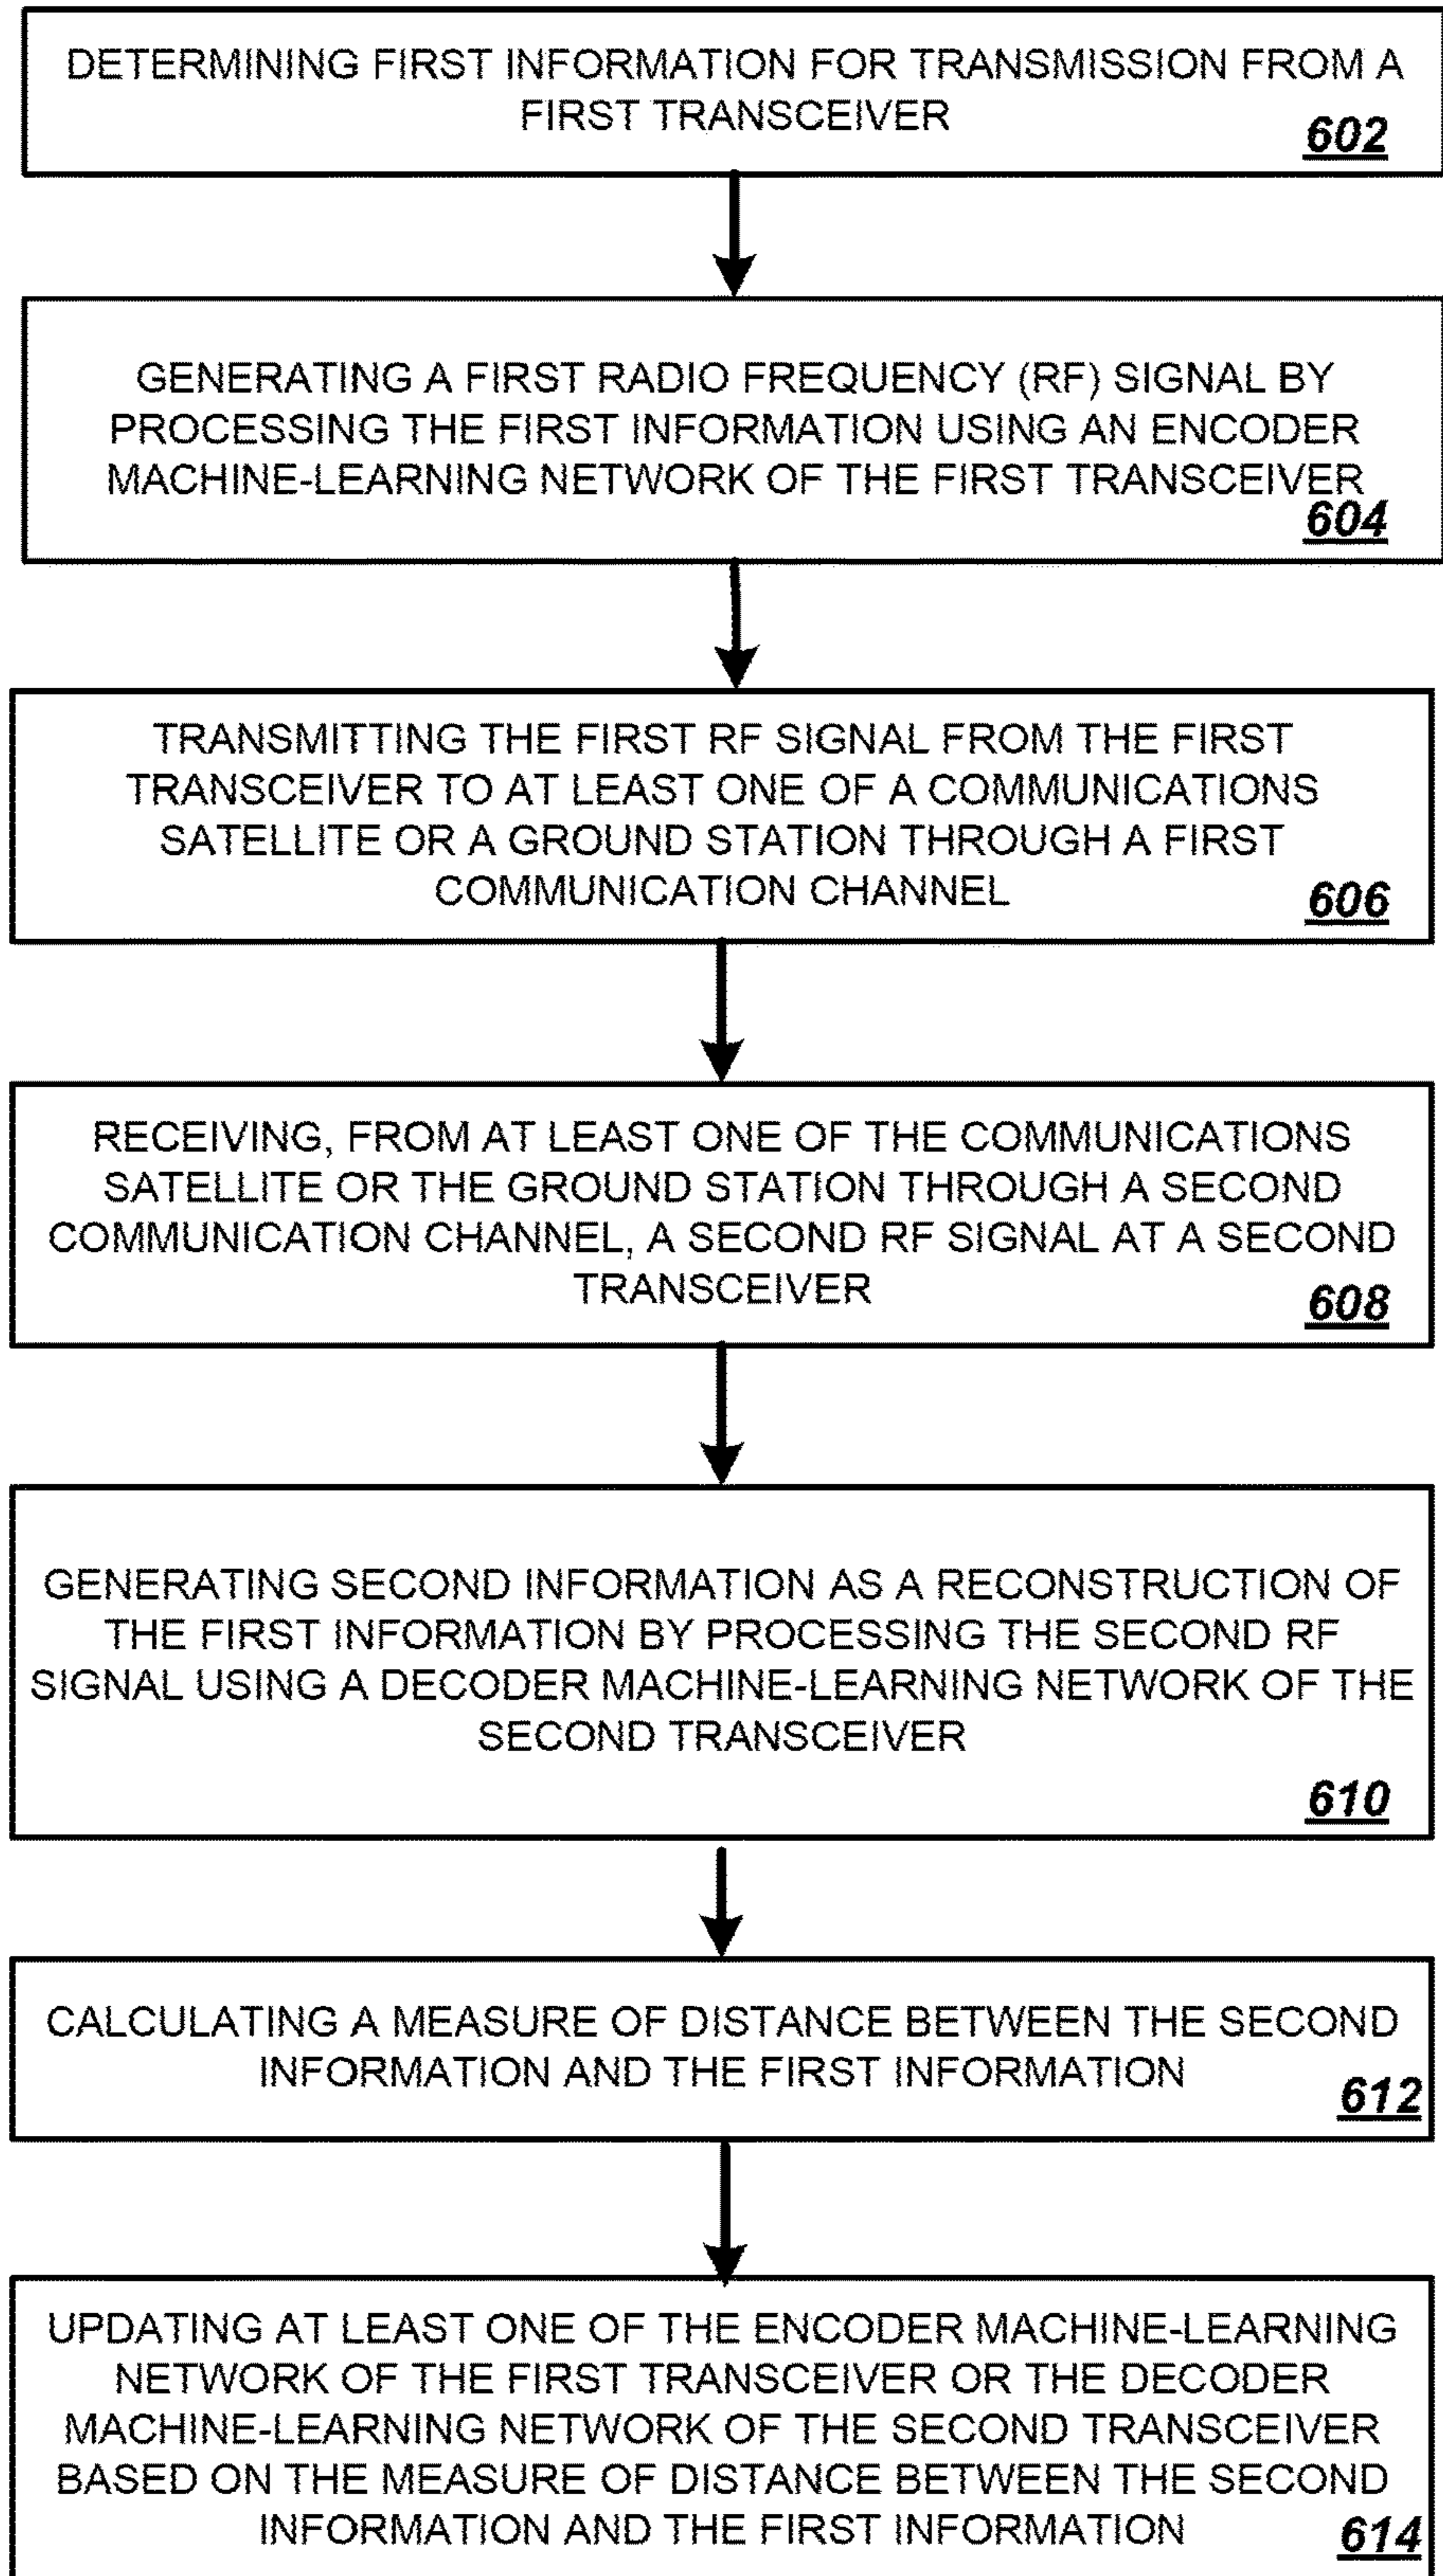 DETERMINING FIRST INFORMATION FOR TRANSMISSION FROM A
FIRST TRANSCEIVER
602
GENERATING A FIRST RADIO FREQUENCY (RF) SIGNAL BY
PROCESSING THE FIRST INFORMATION USING AN ENCODER
MACHINE-LEARNING NETWORK OF THE FIRST TRANSCEIVER
604
TRANSMITTING THE FIRST RF SIGNAL FROM THE FIRST
TRANSCEIVER TO AT LEAST ONE OF A COMMUNICATIONS
SATELLITE OR A GROUND STATION THROUGH A FIRST
COMMUNICATION CHANNEL
606
RECEIVING, FROM AT LEAST ONE OF THE COMMUNICATIONS
SATELLITE OR THE GROUND STATION THROUGH A SECOND
COMMUNICATION CHANNEL, A SECOND RF SIGNAL AT A SECOND
TRANSCEIVER
608
GENERATING SECOND INFORMATION AS A RECONSTRUCTION OF
THE FIRST INFORMATION BY PROCESSING THE SECOND RF
SIGNAL USING A DECODER MACHINE-LEARNING NETWORK OF THE
SECOND TRANSCEIVER
610
CALCULATING A MEASURE OF DISTANCE BETWEEN THE SECOND
INFORMATION AND THE FIRST INFORMATION
612
UPDATING AT LEAST ONE OF THE ENCODER MACHINE-LEARNING
NETWORK OF THE FIRST TRANSCEIVER OR THE DECODER
MACHINE-LEARNING NETWORK OF THE SECOND TRANSCEIVER
BASED ON THE MEASURE OF DISTANCE BETWEEN THE SECOND
INFORMATION AND THE FIRST INFORMATION
614